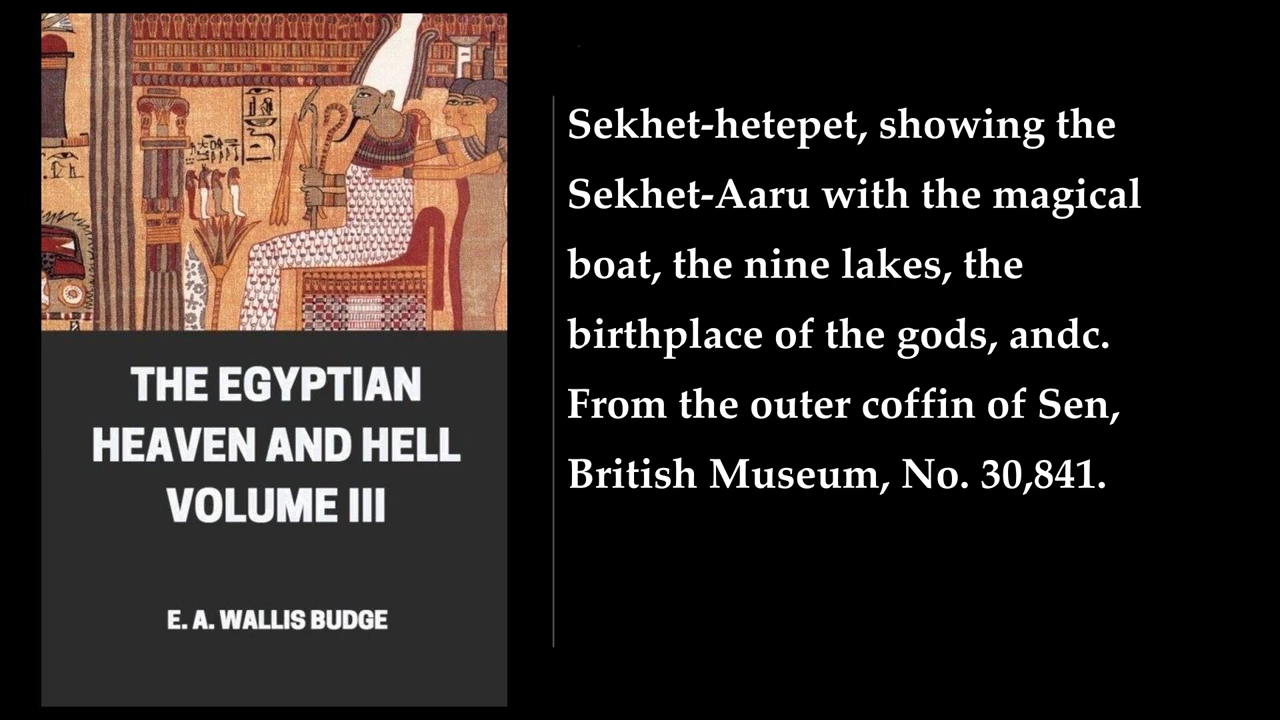 THE EGYPTIAN
HEAVEN AND HELL
VOLUME III
E. A. WALLIS BUDGE
Sekhet-hetepet, showing the
Sekhet-Aaru with the magical
boat, the nine lakes, the
birthplace of the gods, andc.
From the outer coffin of Sen,
British Museum, No. 30,841.